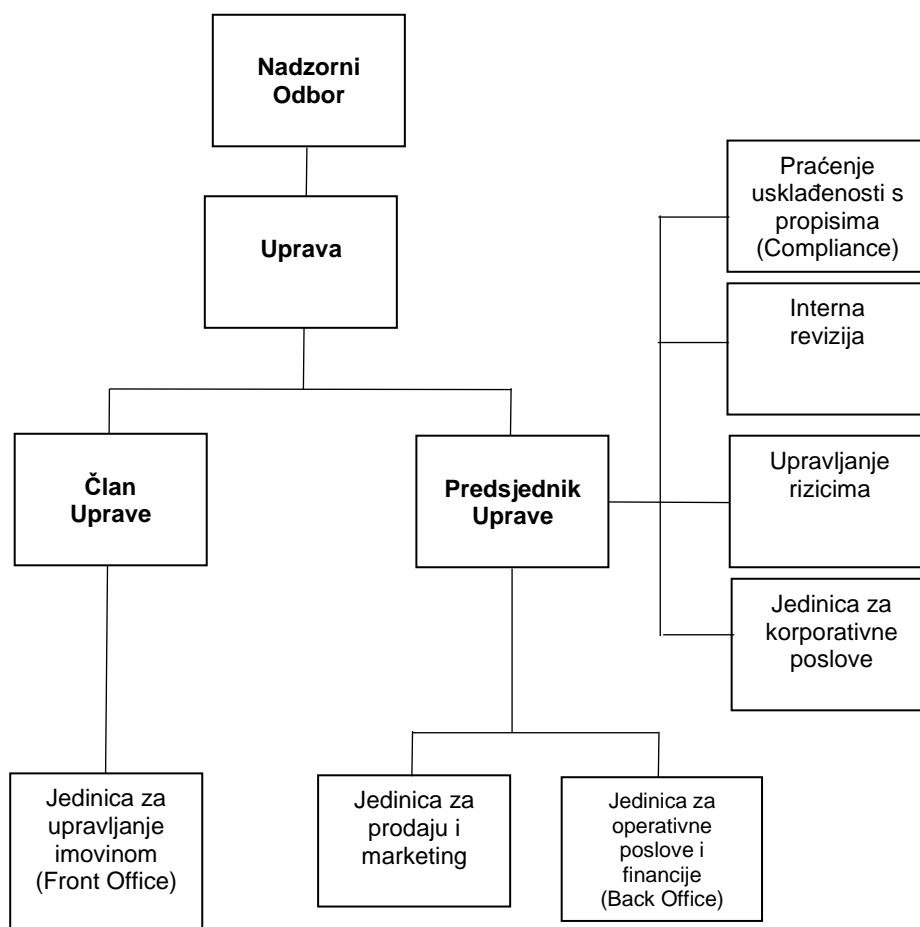 Nadzorni
Odbor
Uprava
Praćenje
usklađenosti s
propisima
(Compliance)
Interna
revizija
Član
Uprave
Predsjednik
Uprave
Upravljanje
rizicima
Jedinica za
korporativne
poslove
Jedinica za
upravljanje
imovinom
(Front Office)
Jedinica za
prodaju i
marketing
Jedinica za
operativne
poslove i
financije
(Back Office)